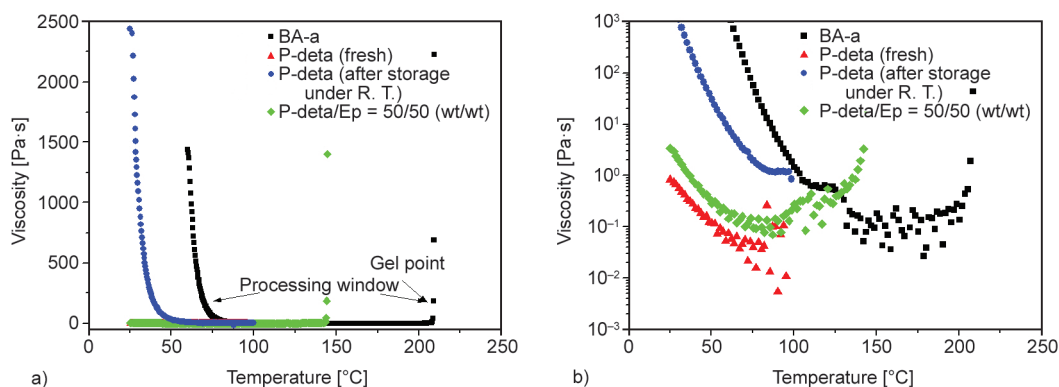 2500
2000
1500
1000
500
0
Viscosity [Pa·s]
BA-a
P-deta (fresh)
P-deta (after storage
under R. T.)
P-deta/Ep = 50/50 (wt/wt)
Gel point
Processing window
0 50 100 150 200 250
Temperature [°C]
a)
10³
10²
10¹
10⁰
10⁻¹
10⁻²
10⁻³
Viscosity [Pa·s]
BA-a
P-deta (fresh)
P-deta (after storage
under R. T.)
P-deta/Ep = 50/50 (wt/wt)
0 50 100 150 200 250
Temperature [°C]
b)